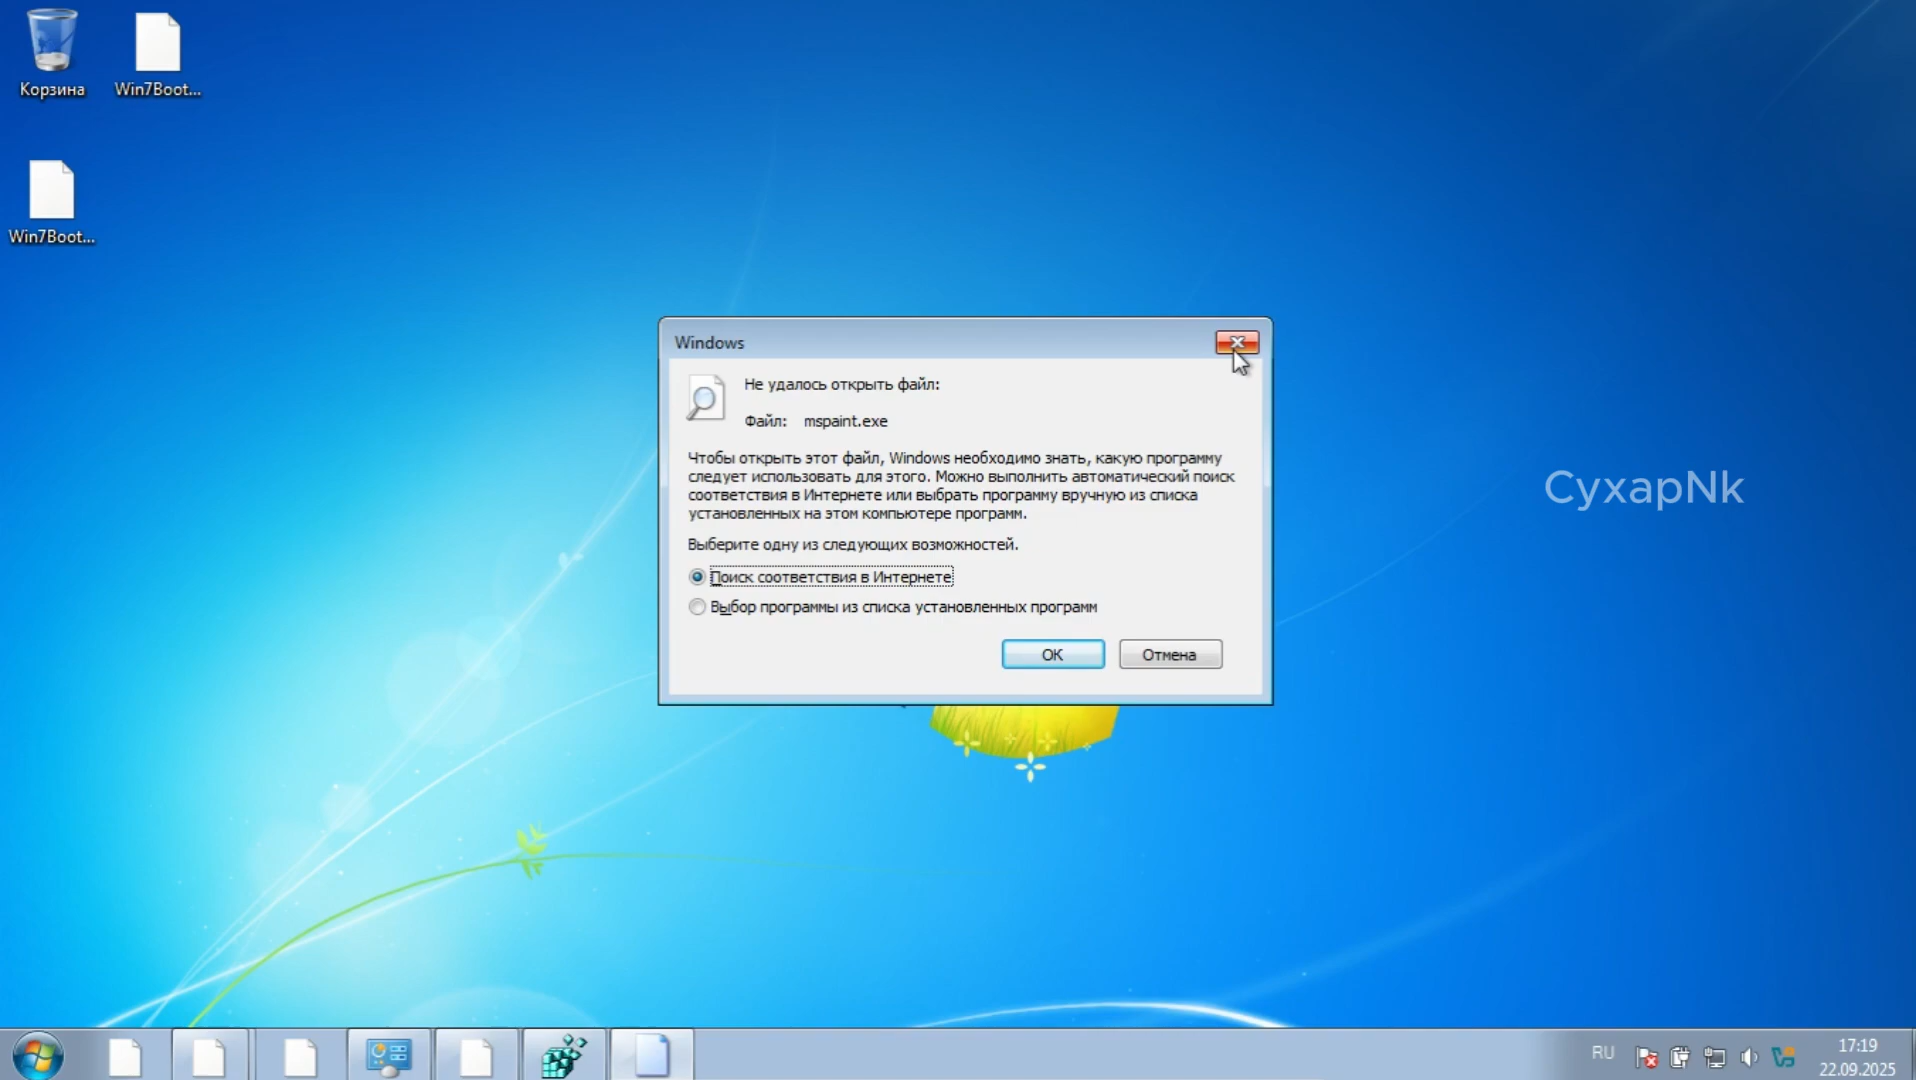 Корзина
Win7Boot...
Win7Boot...
Windows
Не удалось открыть файл:
Файл: mspaint.exe
Чтобы открыть этот файл, Windows необходимо знать, какую программу
следует использовать для этого. Можно выполнить автоматический поиск
соответствия в Интернете или выбрать программу вручную из списка
установленных на этом компьютере программ.
Выберите одну из следующих возможностей.
Поиск соответствия в Интернете
Выбор программы из списка установленных программ
ОК
Отмена
СухарNk
RU
17:19
22.09.2025